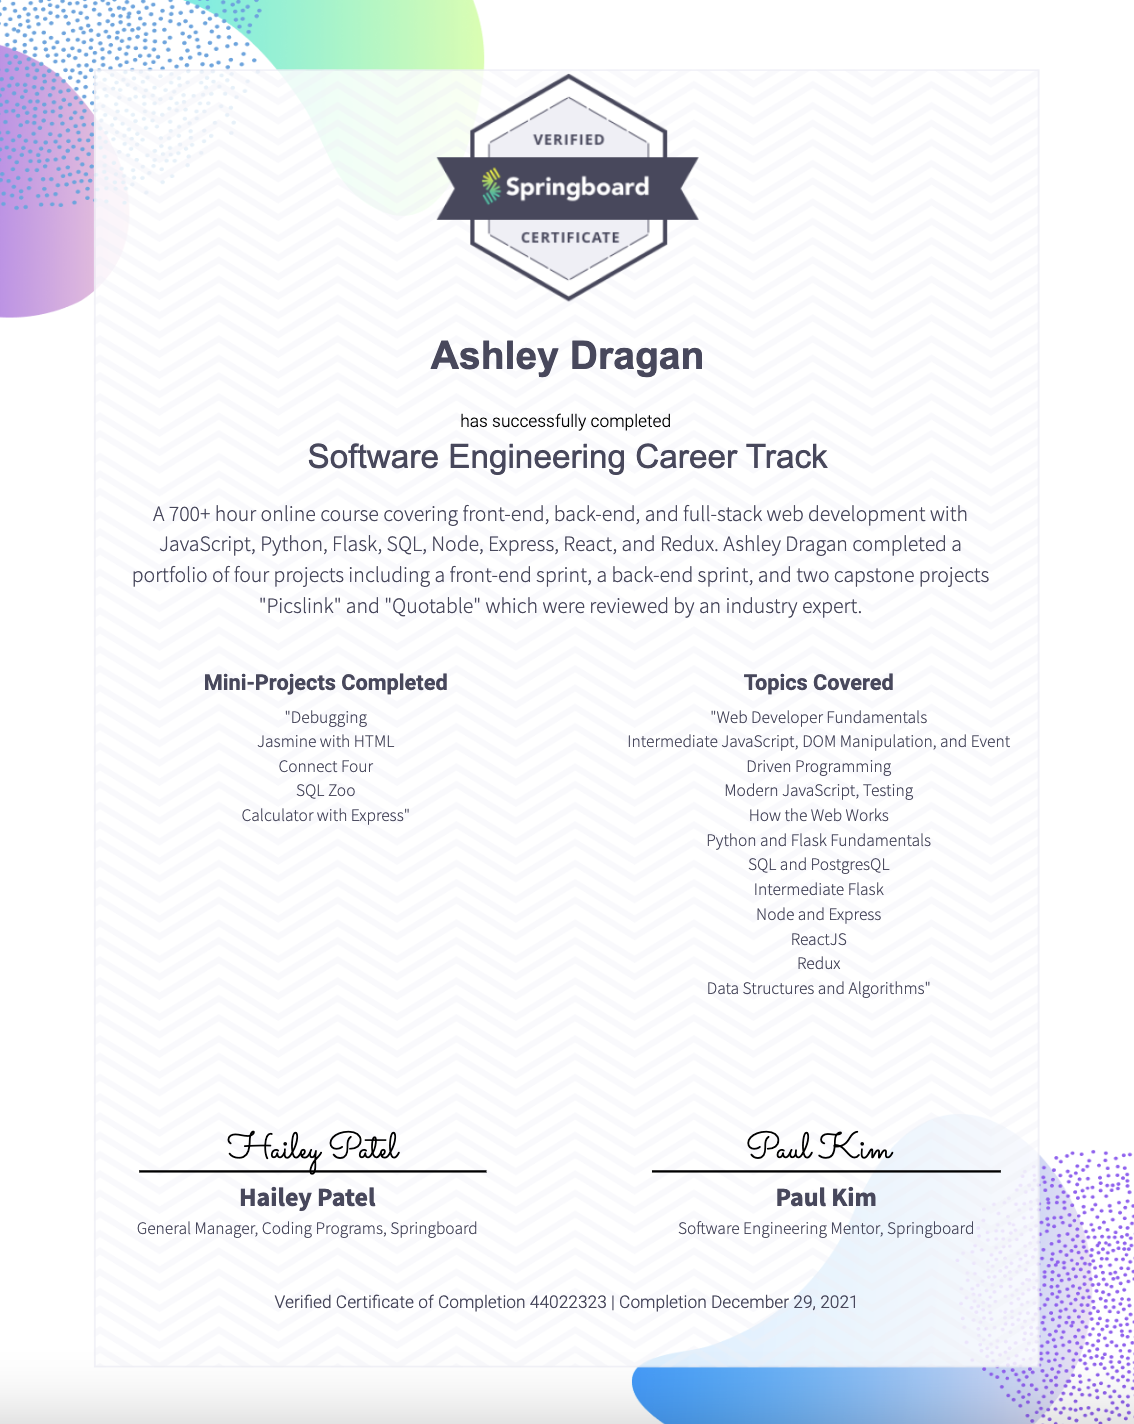 VERIFIED
Springboard
CERTIFICATE
Ashley Dragan
has successfully completed
Software Engineering Career Track
A 700+ hour online course covering front-end, back-end, and full-stack web development with
JavaScript, Python, Flask, SQL, Node, Express, React, and Redux. Ashley Dragan completed a
portfolio of four projects including a front-end sprint, a back-end sprint, and two capstone projects
"Picslink" and "Quotable" which were reviewed by an industry expert.
Mini-Projects Completed
"Debugging
Jasmine with HTML
Connect Four
SQL Zoo
Calculator with Express"
Topics Covered
"Web Developer Fundamentals
Intermediate JavaScript, DOM Manipulation, and Event
Driven Programming
Modern JavaScript, Testing
How the Web Works
Python and Flask Fundamentals
SQL and PostgresQL
Intermediate Flask
Node and Express
ReactJS
Redux
Data Structures and Algorithms"
Hailey Patel
Hailey Patel
General Manager, Coding Programs, Springboard
Paul Kim
Paul Kim
Software Engineering Mentor, Springboard
Verified Certificate of Completion 44022323 | Completion December 29, 2021